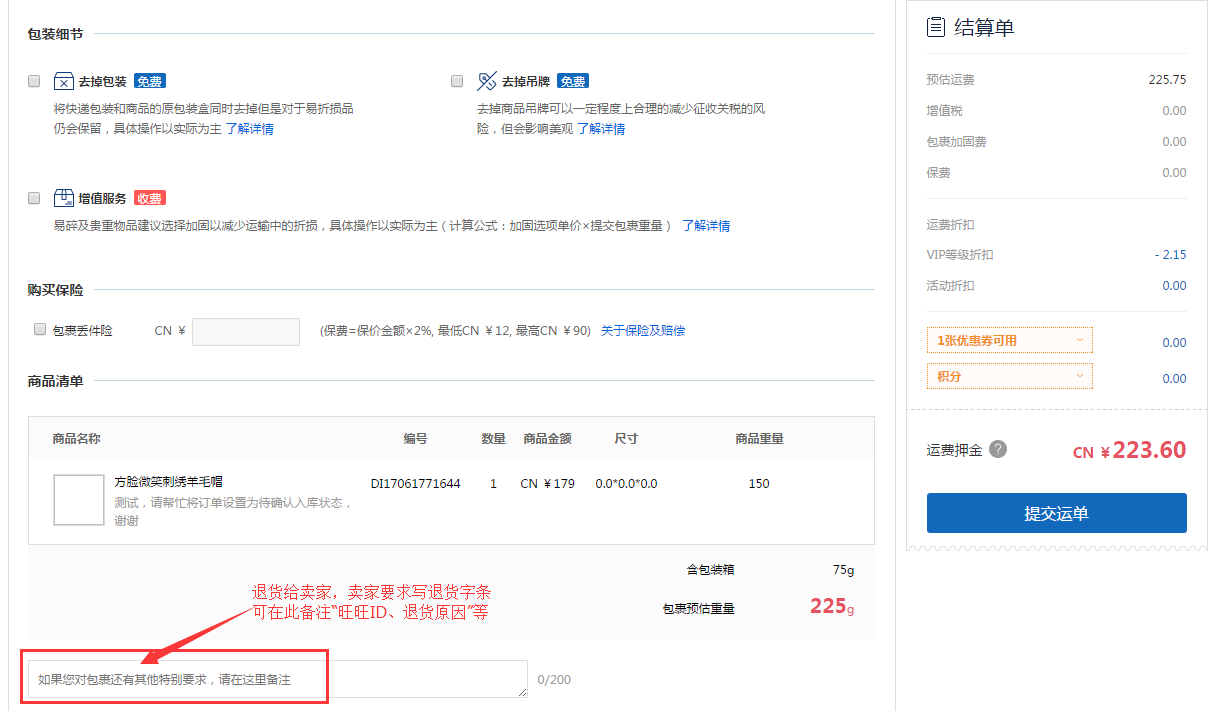 包装细节
去掉包装 免费
将快递包装和商品的原包装盒同时去掉但是对于易折损品
仍会保留，具体操作以实际为主 了解详情
去掉吊牌 免费
去掉商品吊牌可以一定程度上合理的减少征收关税的风
险，但会影响美观 了解详情
增值服务 收费
易碎及贵重物品建议选择加固以减少运输中的折损，具体操作以实际为主（计算公式：加固选项单价×提交包裹重量） 了解详情
购买保险
包裹丢件险 CN ￥ (保费=保价金额×2%, 最低CN ￥12, 最高CN ￥90) 关于保险及赔偿
商品清单
商品名称 编号 数量 商品金额 尺寸 商品重量
方脸微笑刺绣羊毛帽 DI17061771644 1 CN ￥179 0.0*0.0*0.0 150
测试，请帮忙将订单设置为待确认入库状态，
谢谢
含包装箱 75g
包裹预估重量 225g
退货给卖家，卖家要求写退货字条
可在此备注“旺旺ID、退货原因”等
如果您对包裹还有其他特别要求，请在这里备注 0/200
结算单
预估运费 225.75
增值税 0.00
包裹加固费 0.00
保费 0.00
运费折扣
VIP等级折扣 - 2.15
活动折扣 0.00
1张优惠券可用 0.00
积分 0.00
运费押金 ? CN ￥223.60
提交运单